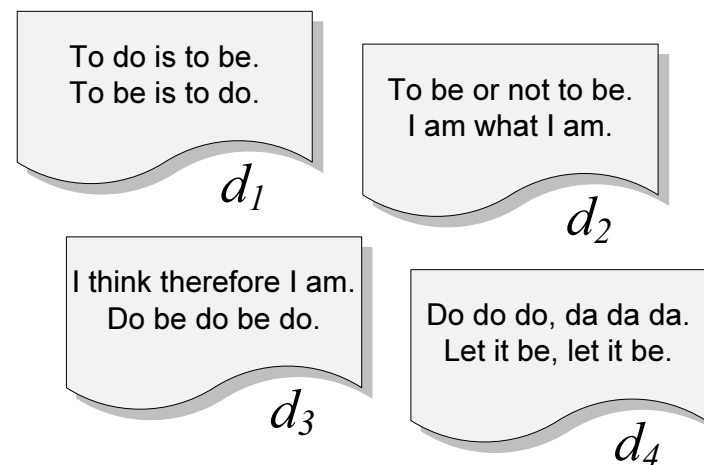 To do is to be.
To be is to do.
d1
To be or not to be.
I am what I am.
d2
I think therefore I am.
Do be do be do.
d3
Do do do, da da da.
Let it be, let it be.
d4